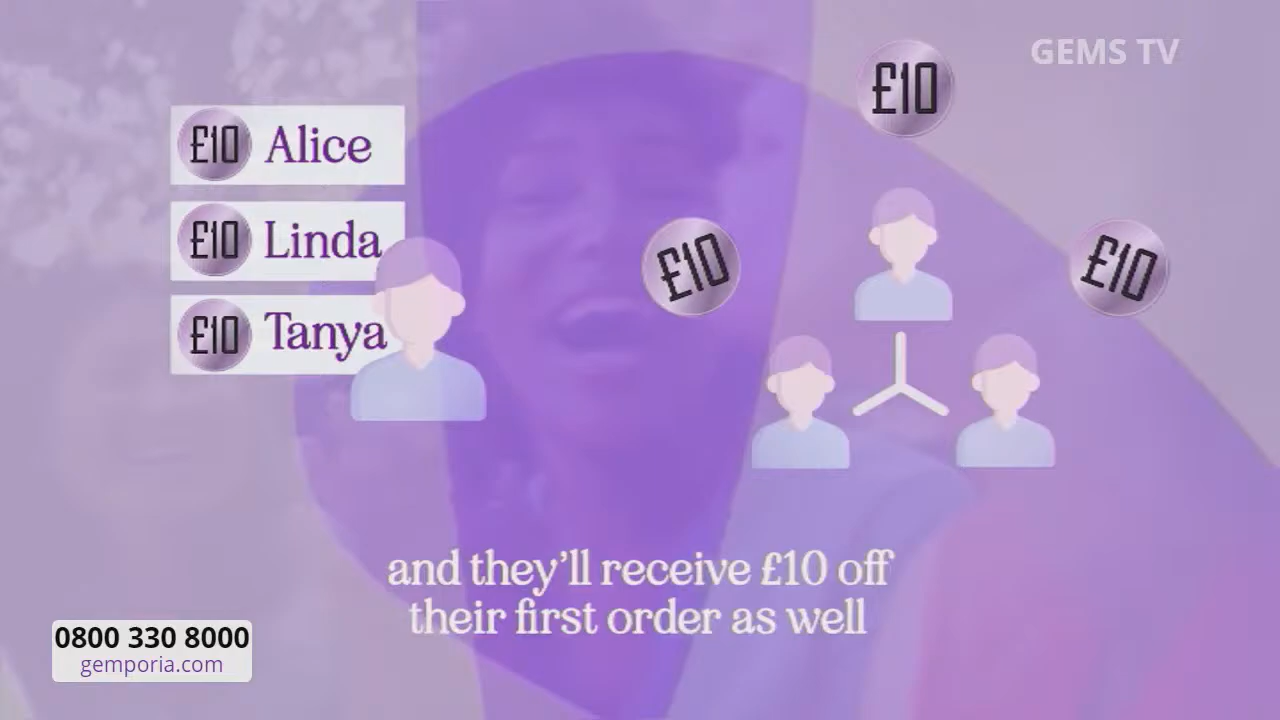 GEMS TV
£10
£10 Alice
£10 Linda
£10 Tanya
£10
£10
and they'll receive £10 off
their first order as well
0800 330 8000
gemporia.com